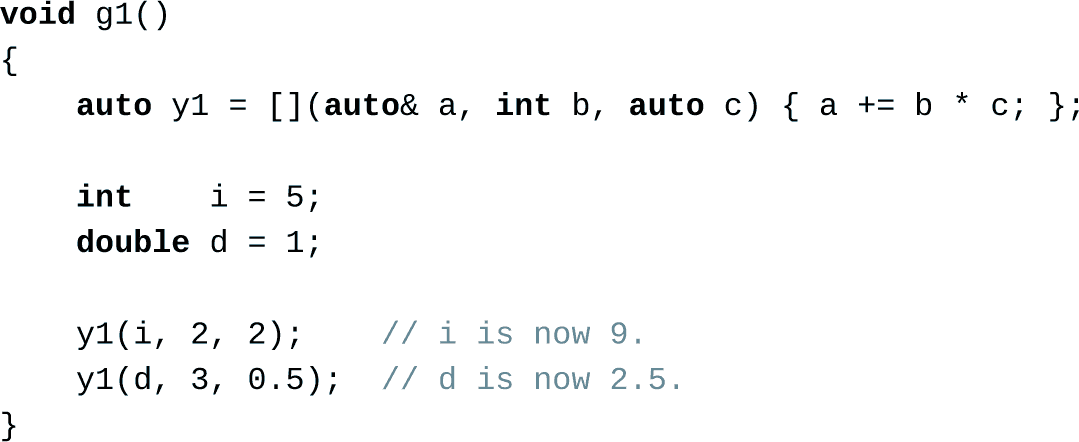 void g1()
{
    auto y1 = [](auto& a, int b, auto c) { a += b * c; };

    int    i = 5;
    double d = 1;

    y1(i, 2, 2);    // i is now 9.
    y1(d, 3, 0.5);  // d is now 2.5.
}